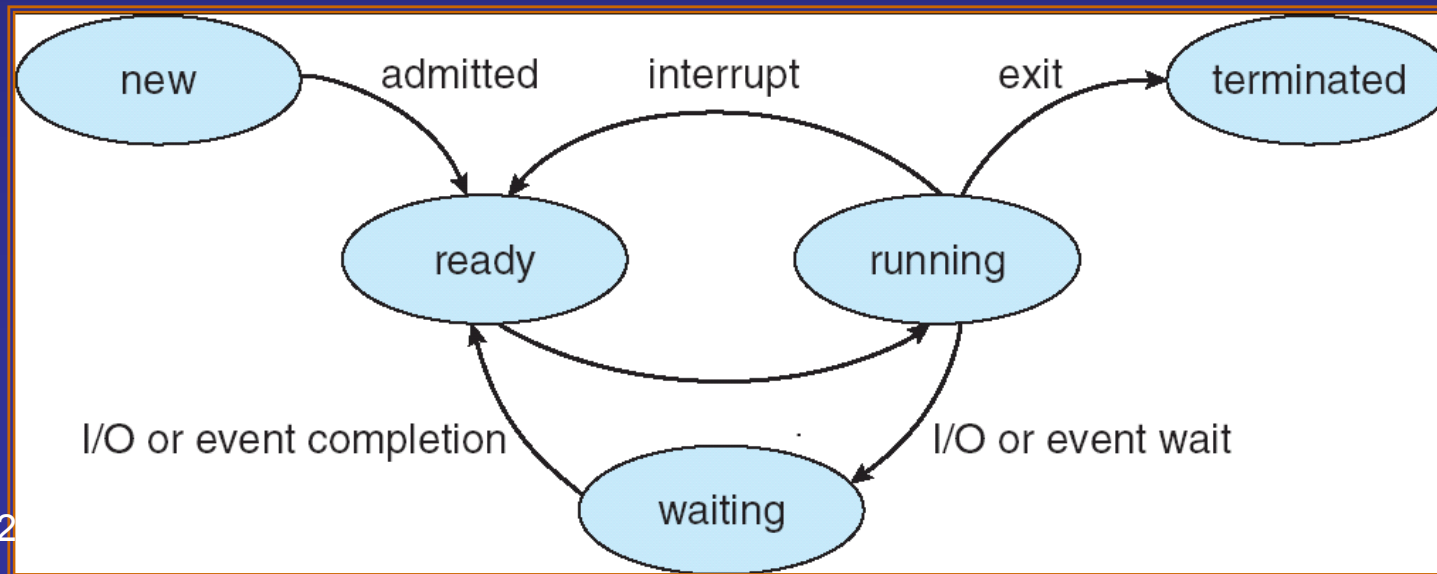 new
admitted
interrupt
exit
terminated
ready
running
I/O or event completion
I/O or event wait
waiting
2